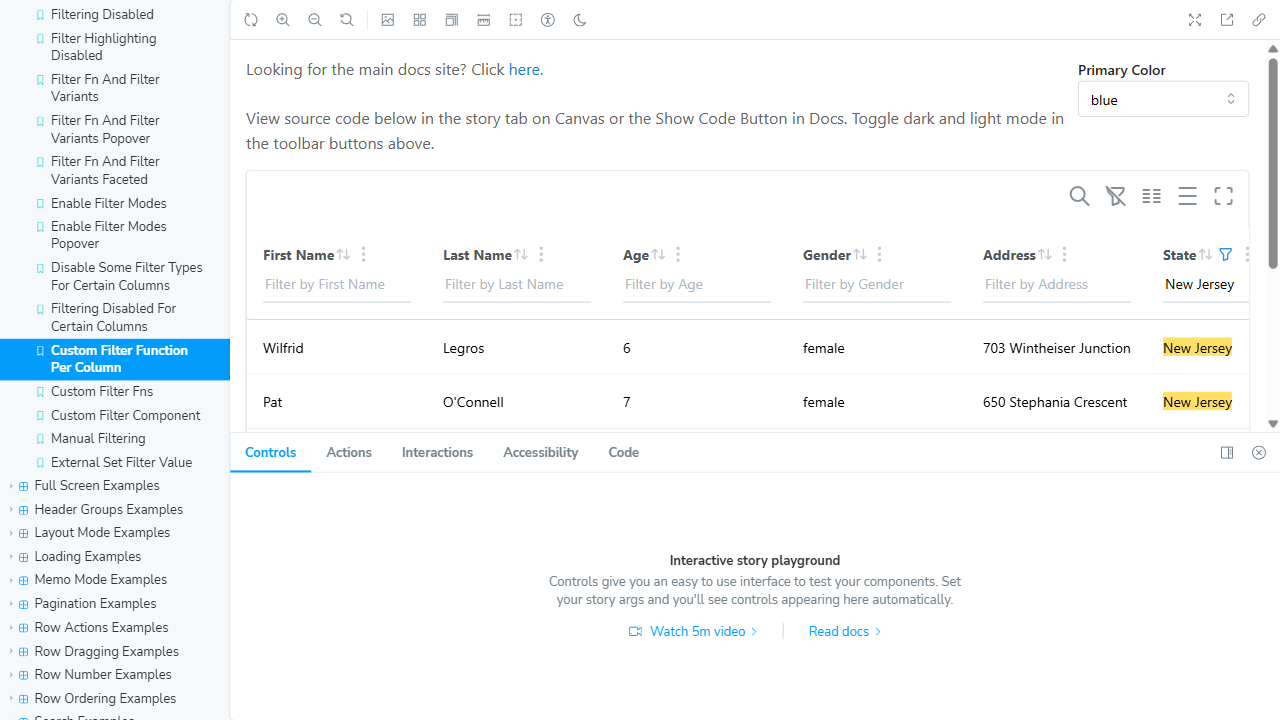 Filtering Disabled
Filter Highlighting
Disabled
Filter Fn And Filter
Variants
Filter Fn And Filter
Variants Popover
Filter Fn And Filter
Variants Faceted
Enable Filter Modes
Enable Filter Modes
Popover
Disable Some Filter Types
For Certain Columns
Filtering Disabled For
Certain Columns
Custom Filter Function
Per Column
Custom Filter Fns
Custom Filter Component
Manual Filtering
External Set Filter Value
Full Screen Examples
Header Groups Examples
Layout Mode Examples
Loading Examples
Memo Mode Examples
Pagination Examples
Row Actions Examples
Row Dragging Examples
Row Number Examples
Row Ordering Examples
Search Examples
Looking for the main docs site? Click here.
Primary Color
blue
View source code below in the story tab on Canvas or the Show Code Button in Docs. Toggle dark and light mode in
the toolbar buttons above.
First Name Last Name Age Gender Address State
Filter by First Name Filter by Last Name Filter by Age Filter by Gender Filter by Address New Jersey
Wilfrid Legros 6 female 703 Wintheiser Junction New Jersey
Pat O'Connell 7 female 650 Stephania Crescent New Jersey
Controls Actions Interactions Accessibility Code
Interactive story playground
Controls give you an easy to use interface to test your components. Set
your story args and you'll see controls appearing here automatically.
Watch 5m video Read docs